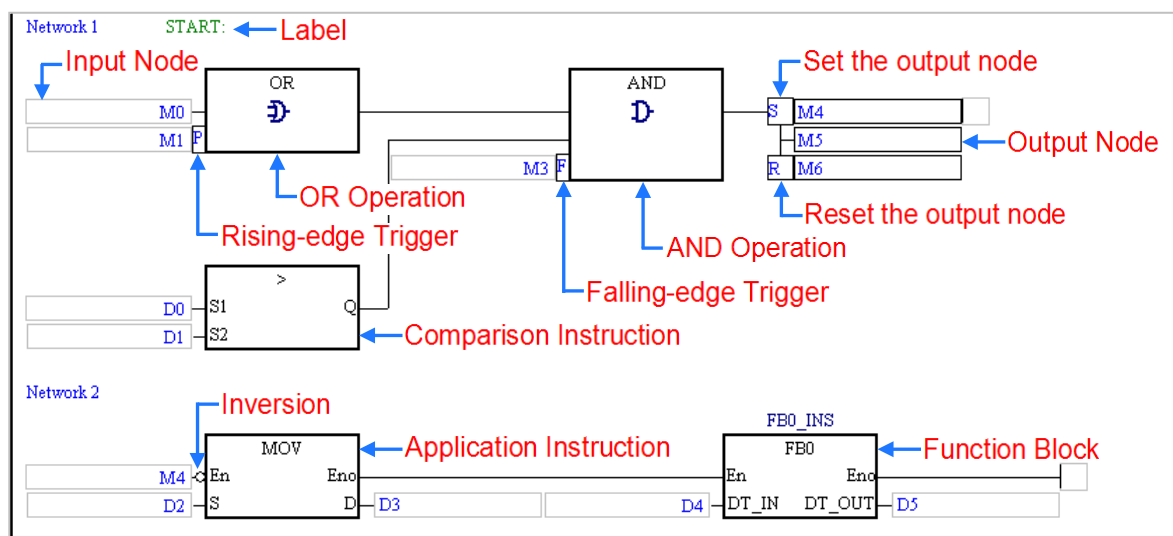 Network 1 START: Label
Input Node
OR
AND
Set the output node
M0
S M4
M1 P
M5
Output Node
M3 F
R M6
OR Operation
Reset the output node
Rising-edge Trigger
AND Operation
>
Falling-edge Trigger
D0 S1 Q
D1 S2
Comparison Instruction
Network 2
Inversion
FB0_INS
MOV
Application Instruction
FB0
Function Block
M4 En Eno
En Eno
D2 S D D3
D4 DT_IN DT_OUT D5